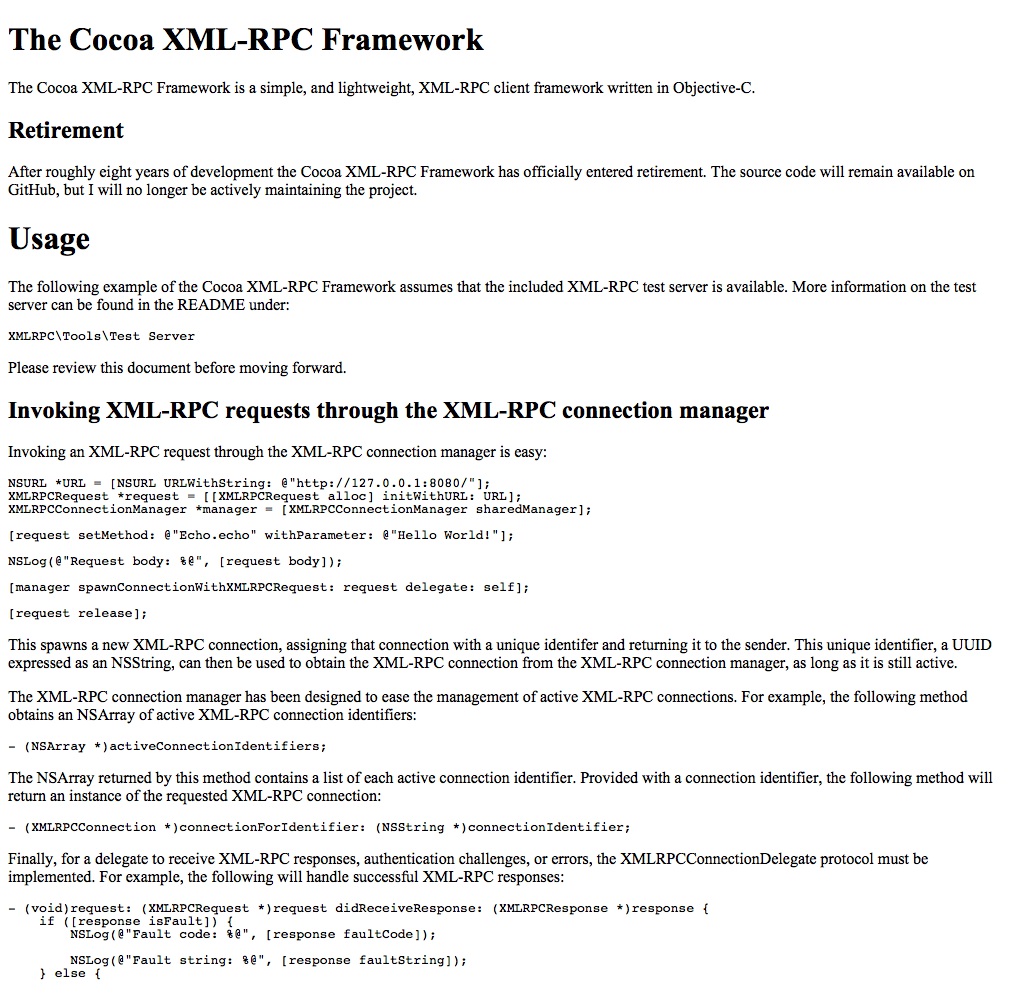 The Cocoa XML-RPC Framework
The Cocoa XML-RPC Framework is a simple, and lightweight, XML-RPC client framework written in Objective-C.
Retirement
After roughly eight years of development the Cocoa XML-RPC Framework has officially entered retirement. The source code will remain available on
GitHub, but I will no longer be actively maintaining the project.
Usage
The following example of the Cocoa XML-RPC Framework assumes that the included XML-RPC test server is available. More information on the test
server can be found in the README under:
XMLRPC\Tools\Test Server
Please review this document before moving forward.
Invoking XML-RPC requests through the XML-RPC connection manager
Invoking an XML-RPC request through the XML-RPC connection manager is easy:
NSURL *URL = [NSURL URLWithString: @"http://127.0.0.1:8080/"];
XMLRPCRequest *request = [[XMLRPCRequest alloc] initWithURL: URL];
XMLRPCConnectionManager *manager = [XMLRPCConnectionManager sharedManager];
[request setMethod: @"Echo.echo" withParameter: @"Hello World!"];
NSLog(@"Request body: %@", [request body]);
[manager spawnConnectionWithXMLRPCRequest: request delegate: self];
[request release];
This spawns a new XML-RPC connection, assigning that connection with a unique identifer and returning it to the sender. This unique identifier, a UUID
expressed as an NSString, can then be used to obtain the XML-RPC connection from the XML-RPC connection manager, as long as it is still active.
The XML-RPC connection manager has been designed to ease the management of active XML-RPC connections. For example, the following method
obtains an NSArray of active XML-RPC connection identifiers:
- (NSArray *)activeConnectionIdentifiers;
The NSArray returned by this method contains a list of each active connection identifier. Provided with a connection identifier, the following method will
return an instance of the requested XML-RPC connection:
- (XMLRPCConnection *)connectionForIdentifier: (NSString *)connectionIdentifier;
Finally, for a delegate to receive XML-RPC responses, authentication challenges, or errors, the XMLRPCConnectionDelegate protocol must be
implemented. For example, the following will handle successful XML-RPC responses:
- (void)request: (XMLRPCRequest *)request didReceiveResponse: (XMLRPCResponse *)response {
    if ([response isFault]) {
        NSLog(@"Fault code: %@", [response faultCode]);
        NSLog(@"Fault string: %@", [response faultString]);
    } else {